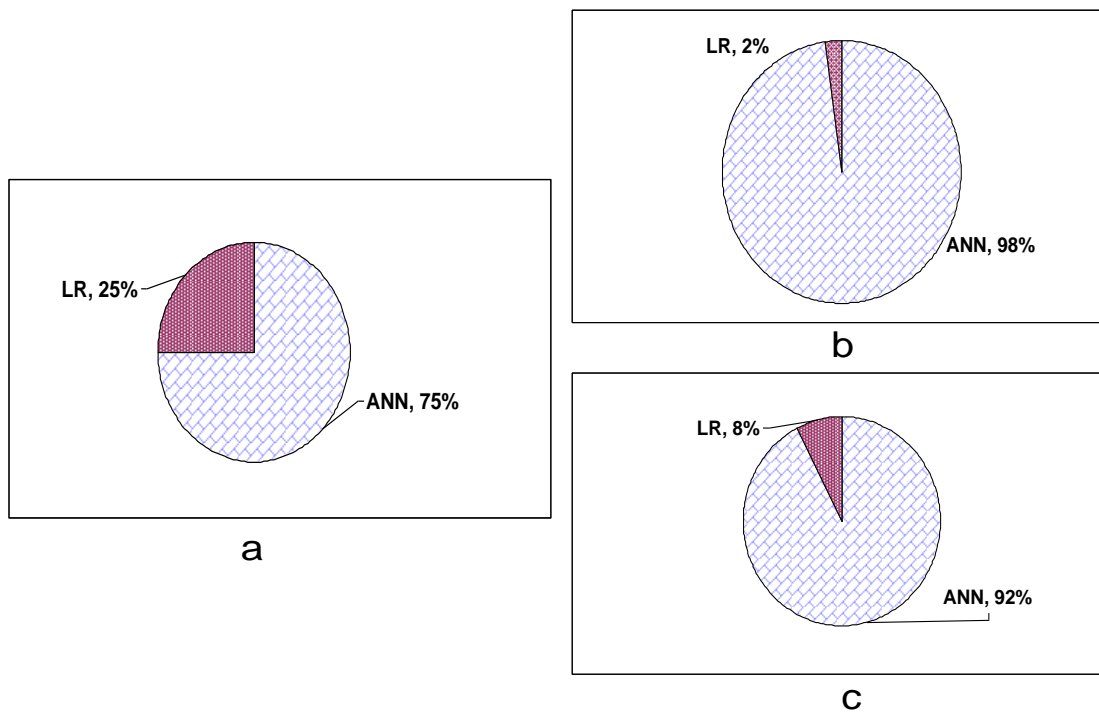 LR, 25%
ANN, 75%
a
LR, 2%
ANN, 98%
b
LR, 8%
ANN, 92%
c